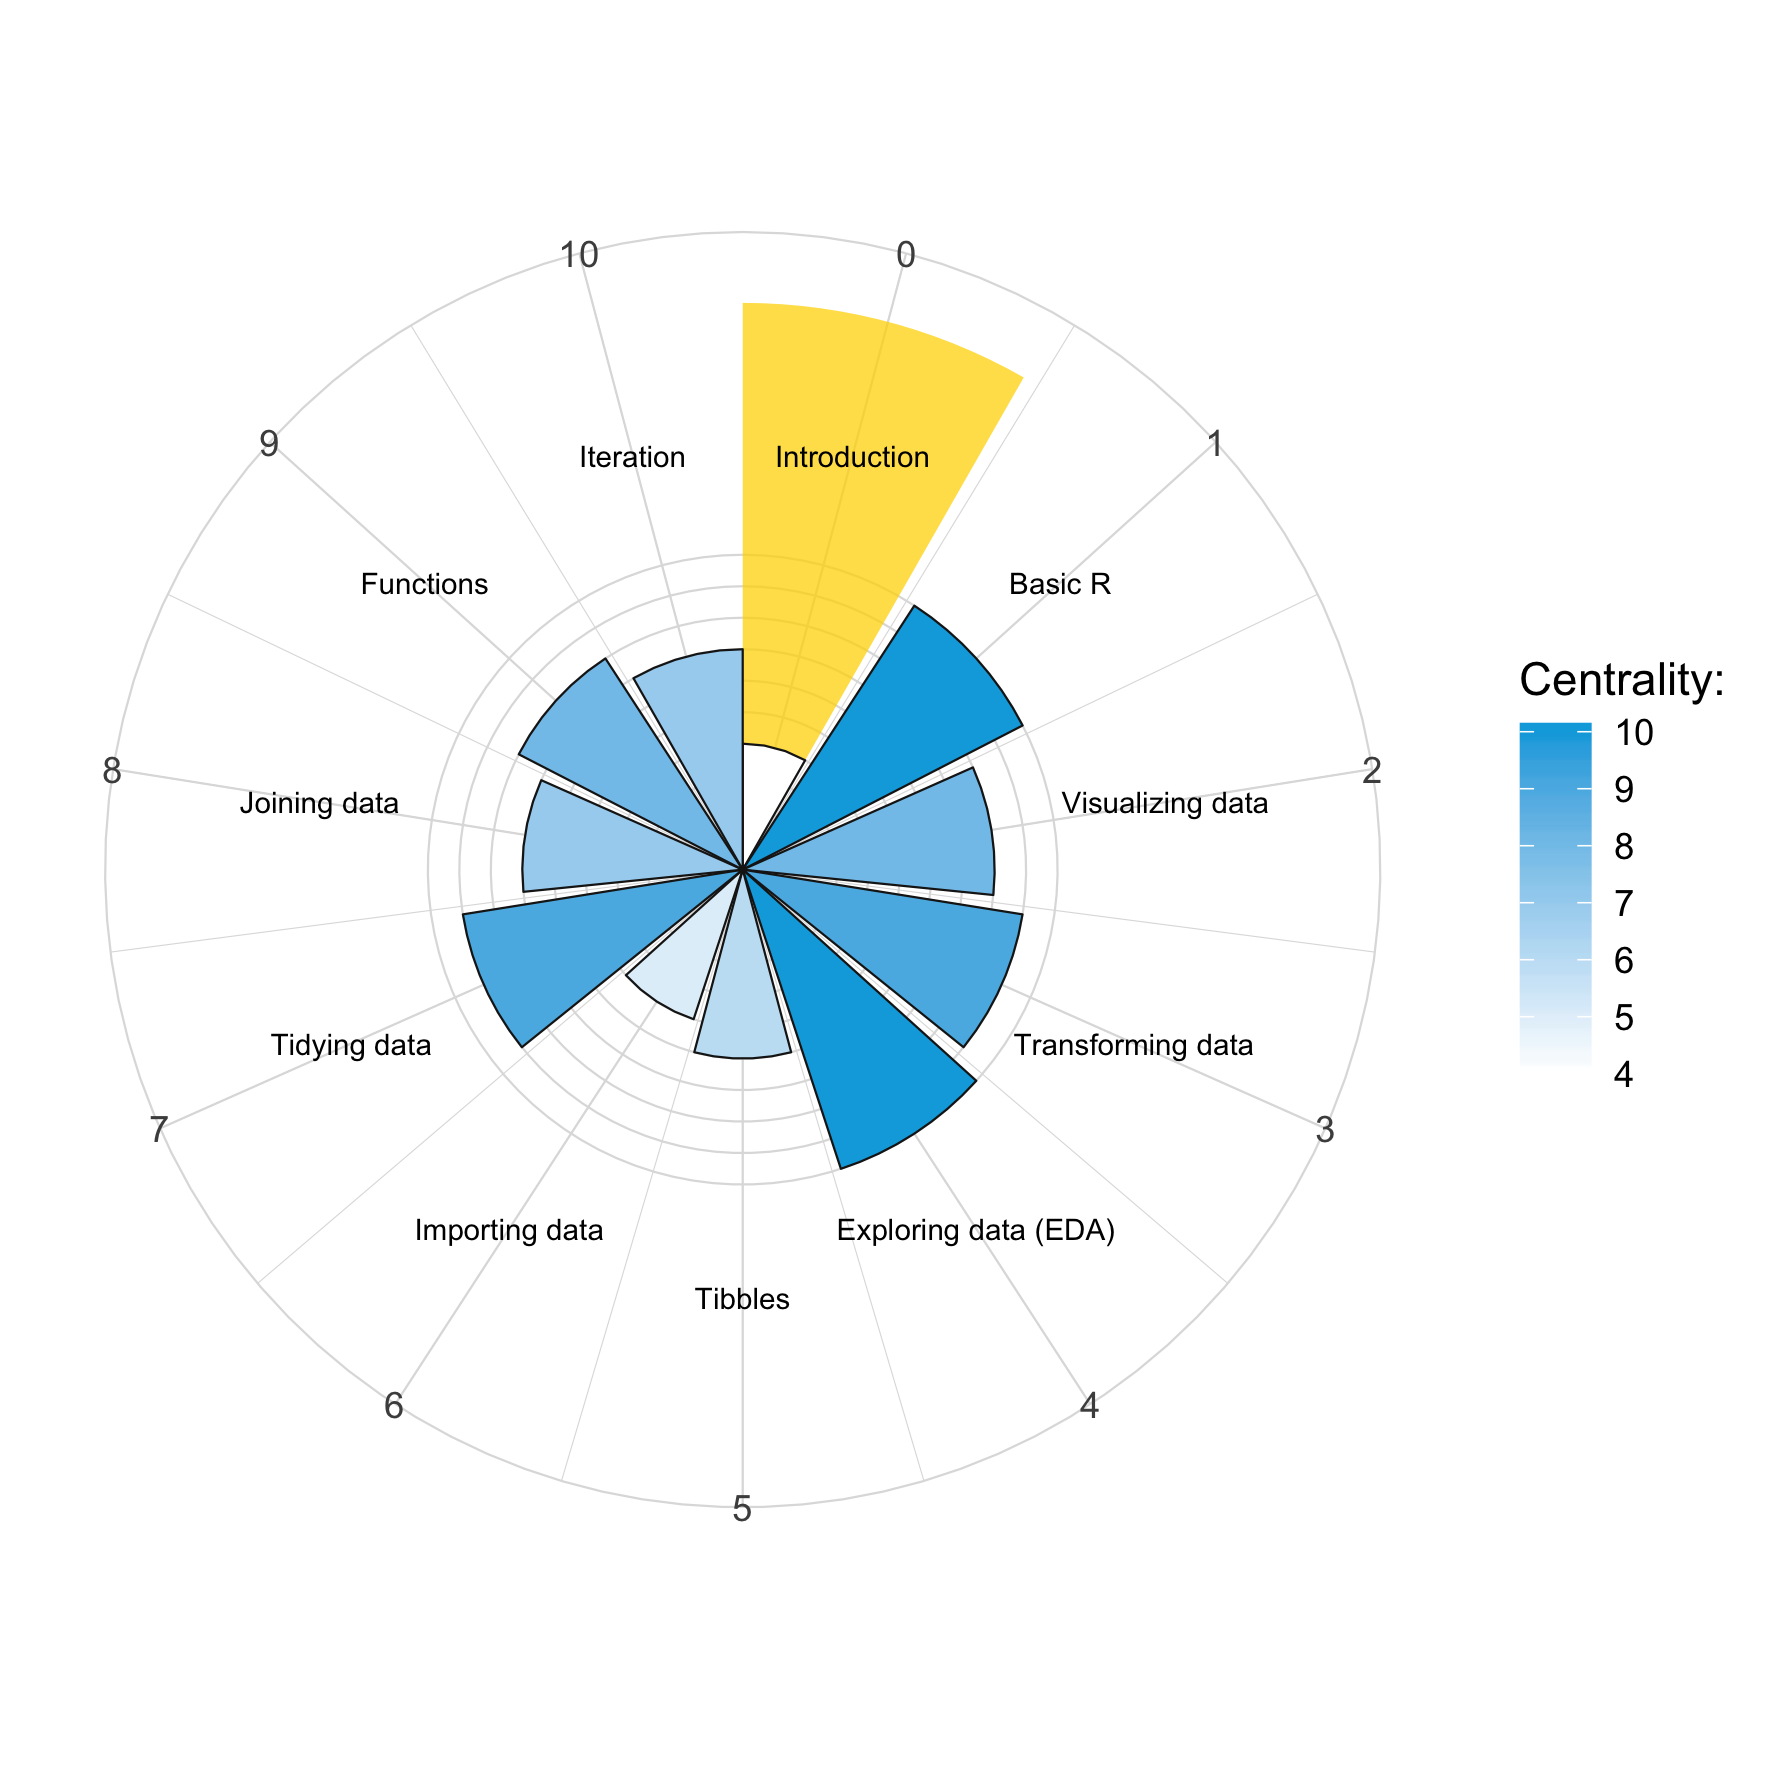 10
0
9
Iteration
Introduction
1
Functions
Basic R
8
Joining data
Visualizing data
2
Tidying data
Transforming data
7
3
Importing data
Exploring data (EDA)
Tibbles
6
4
5
Centrality:
10
9
8
7
6
5
4